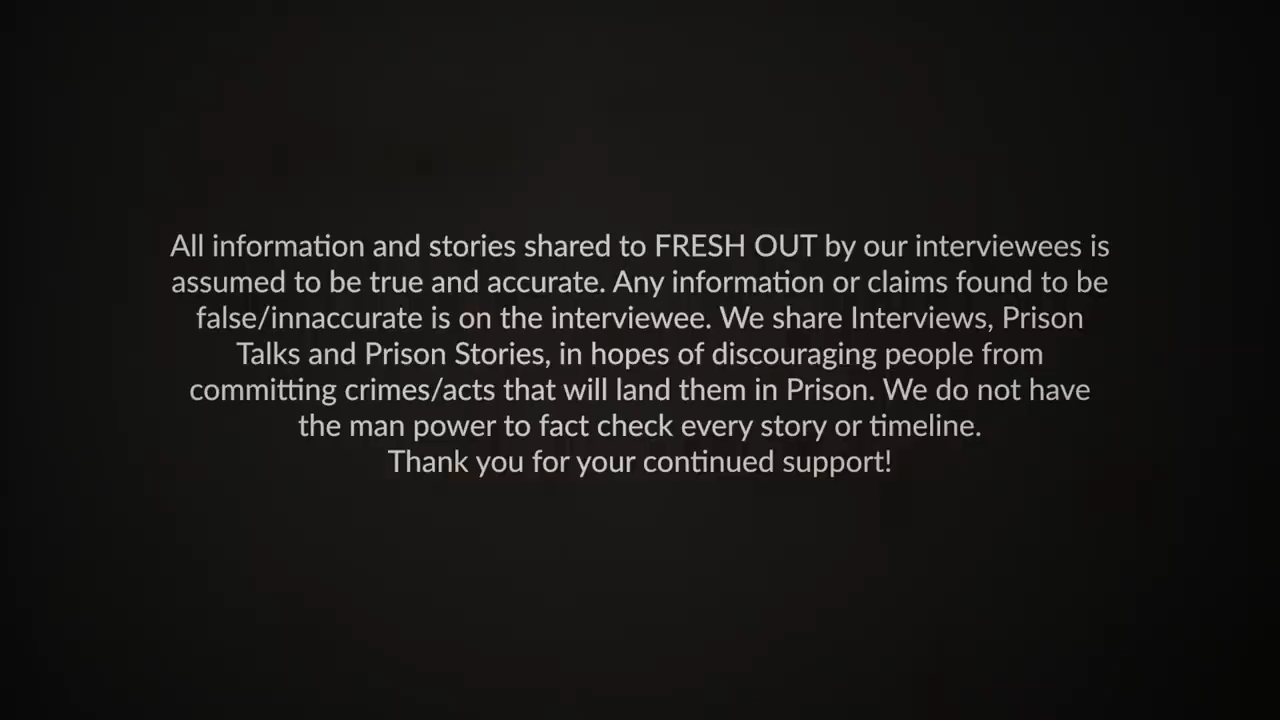 All information and stories shared to FRESH OUT by our interviewees is
assumed to be true and accurate. Any information or claims found to be
false/innaccurate is on the interviewee. We share Interviews, Prison
Talks and Prison Stories, in hopes of discouraging people from
committing crimes/acts that will land them in Prison. We do not have
the man power to fact check every story or timeline.
Thank you for your continued support!